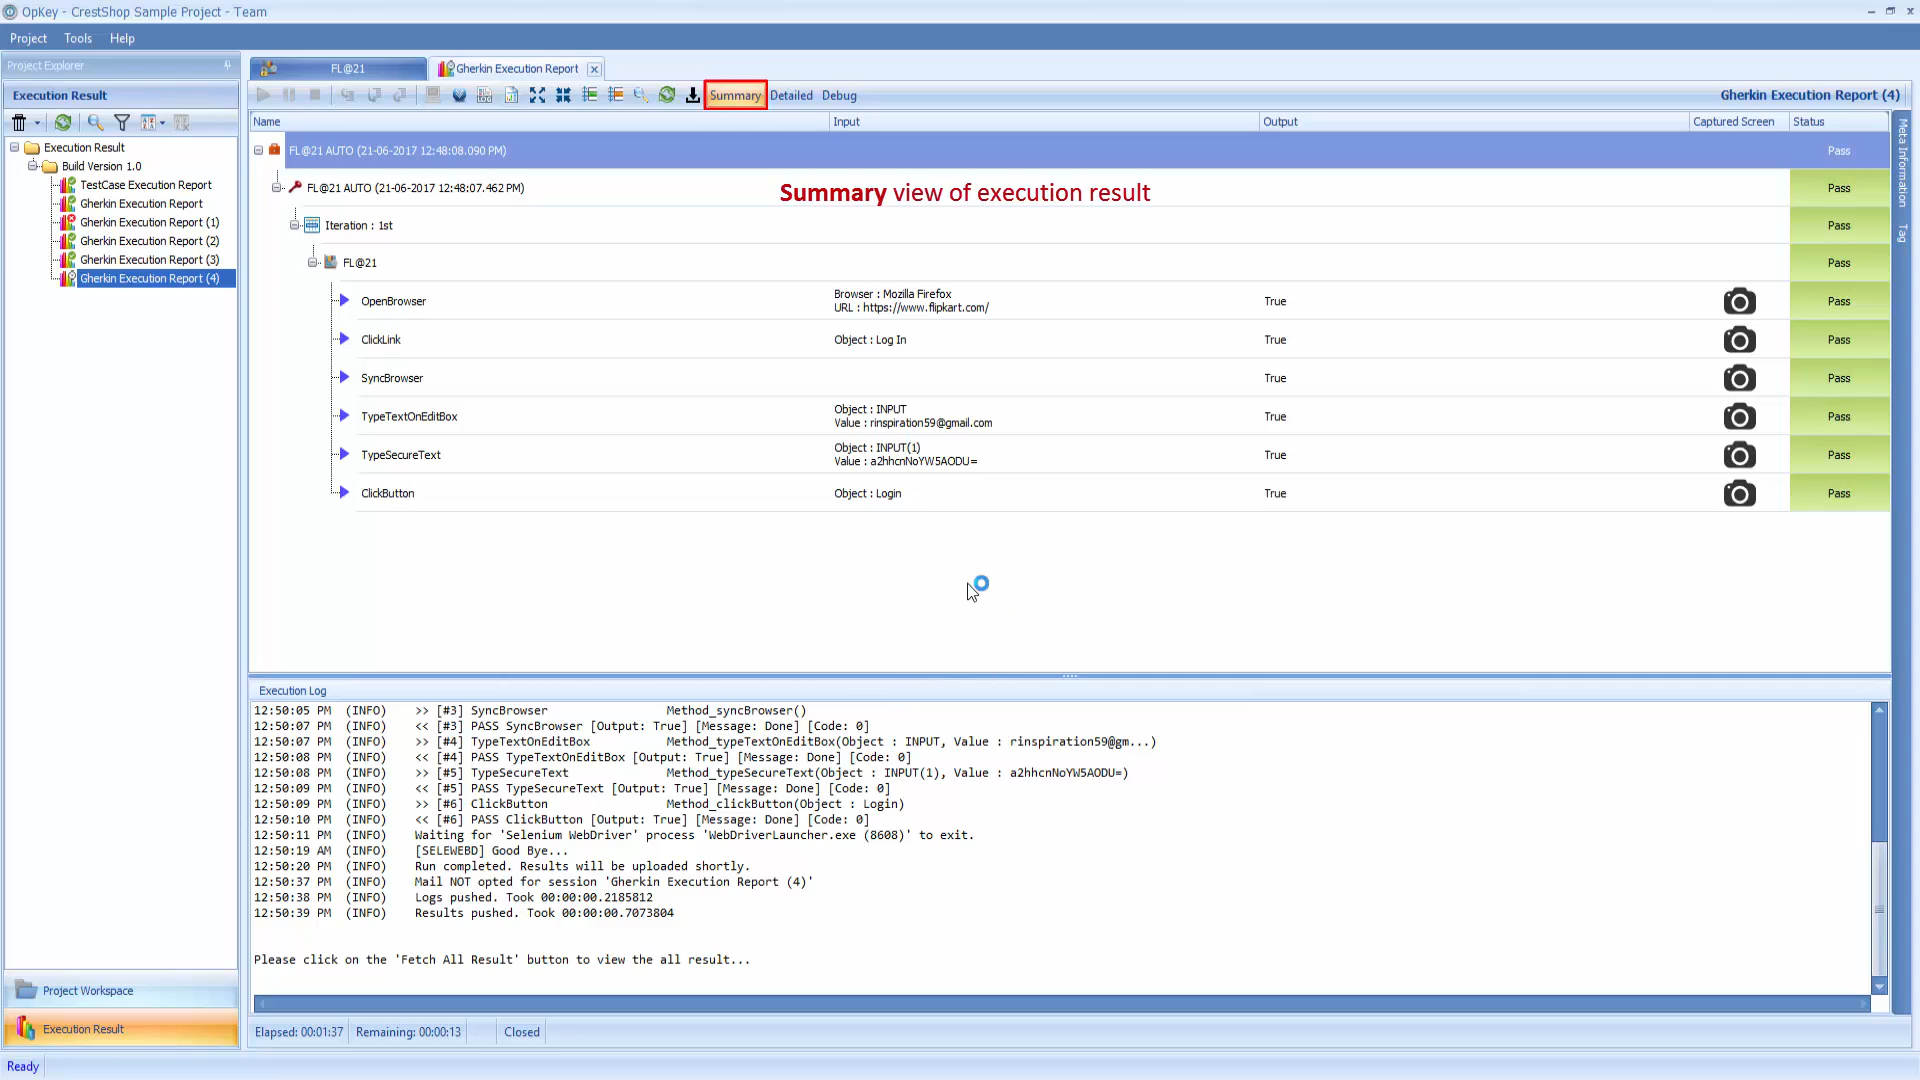 OpKey - CrestShop Sample Project - Team
Project Tools Help
Project Explorer
Execution Result
Execution Result
Build Version 1.0
TestCase Execution Report
Gherkin Execution Report
Gherkin Execution Report (1)
Gherkin Execution Report (2)
Gherkin Execution Report (3)
Gherkin Execution Report (4)
Project Workspace
Execution Result
FL@21 Gherkin Execution Report
Summary Detailed Debug Gherkin Execution Report (4)
Name Input Output Captured Screen Status
FL@21 AUTO (21-06-2017 12:48:08.090 PM) Pass
FL@21 AUTO (21-06-2017 12:48:07.462 PM) Pass
Summary view of execution result
Iteration : 1st Pass
FL@21 Pass
OpenBrowser Browser : Mozilla Firefox
URL : https://www.flipkart.com/ True Pass
ClickLink Object : Log In True Pass
SyncBrowser True Pass
TypeTextOnEditBox Object : INPUT
Value : rinspiration59@gmail.com True Pass
TypeSecureText Object : INPUT(1)
Value : a2hhcnNoYW5AODU= True Pass
ClickButton Object : Login True Pass
Meta Information
Tag
Execution Log
12:50:05 PM (INFO) >> [#3] SyncBrowser Method_syncBrowser()
12:50:07 PM (INFO) << [#3] PASS SyncBrowser [Output: True] [Message: Done] [Code: 0]
12:50:07 PM (INFO) >> [#4] TypeTextOnEditBox Method_typeTextOnEditBox(Object : INPUT, Value : rinspiration59@gm...)
12:50:08 PM (INFO) << [#4] PASS TypeTextOnEditBox [Output: True] [Message: Done] [Code: 0]
12:50:08 PM (INFO) >> [#5] TypeSecureText Method_typeSecureText(Object : INPUT(1), Value : a2hhcnNoYW5AODU=)
12:50:09 PM (INFO) << [#5] PASS TypeSecureText [Output: True] [Message: Done] [Code: 0]
12:50:09 PM (INFO) >> [#6] ClickButton Method_clickButton(Object : Login)
12:50:10 PM (INFO) << [#6] PASS ClickButton [Output: True] [Message: Done] [Code: 0]
12:50:11 PM (INFO) Waiting for 'Selenium WebDriver' process 'WebDriverLauncher.exe (8608)' to exit.
12:50:19 AM (INFO) [SELEWEBD] Good Bye...
12:50:20 PM (INFO) Run completed. Results will be uploaded shortly.
12:50:37 PM (INFO) Mail NOT opted for session 'Gherkin Execution Report (4)'
12:50:38 PM (INFO) Logs pushed. Took 00:00:00.2185812
12:50:39 PM (INFO) Results pushed. Took 00:00:00.7073804
Please click on the 'Fetch All Result' button to view the all result...
Elapsed: 00:01:37 Remaining: 00:00:13 Closed
Ready